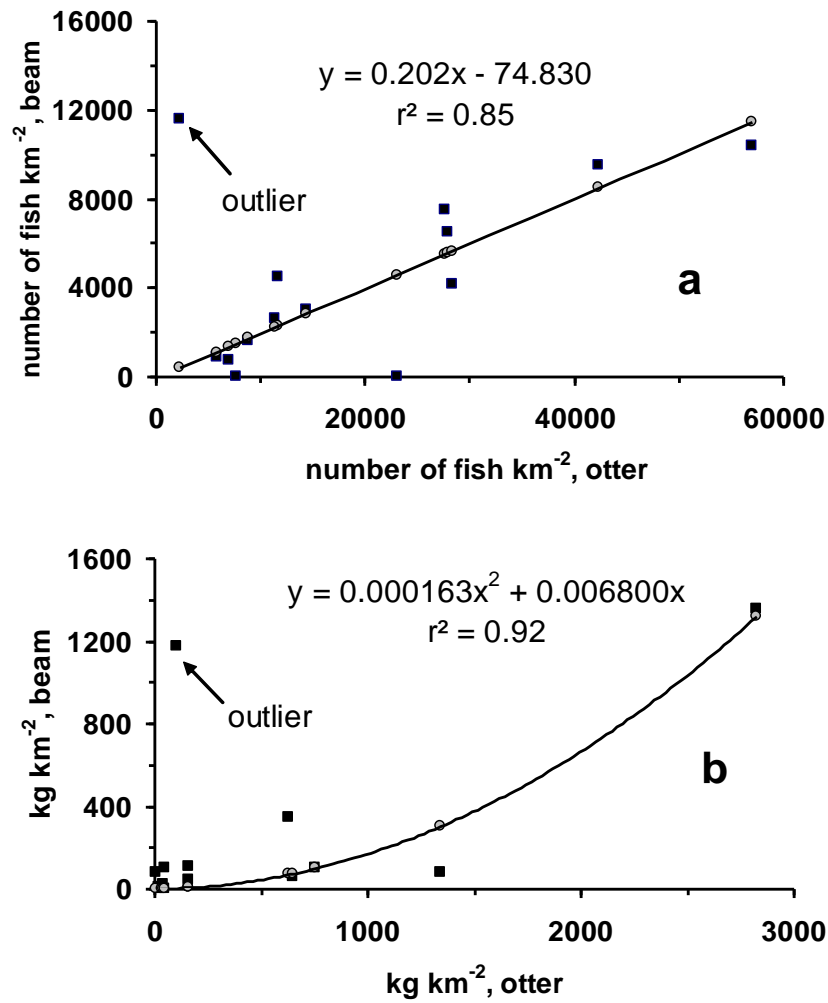 16000
12000
8000
4000
0
number of fish km⁻², beam
y = 0.202x - 74.830
r² = 0.85
outlier
a
0 20000 40000 60000
number of fish km⁻², otter
1600
1200
800
400
0
kg km⁻², beam
y = 0.000163x² + 0.006800x
r² = 0.92
outlier
b
0 1000 2000 3000
kg km⁻², otter